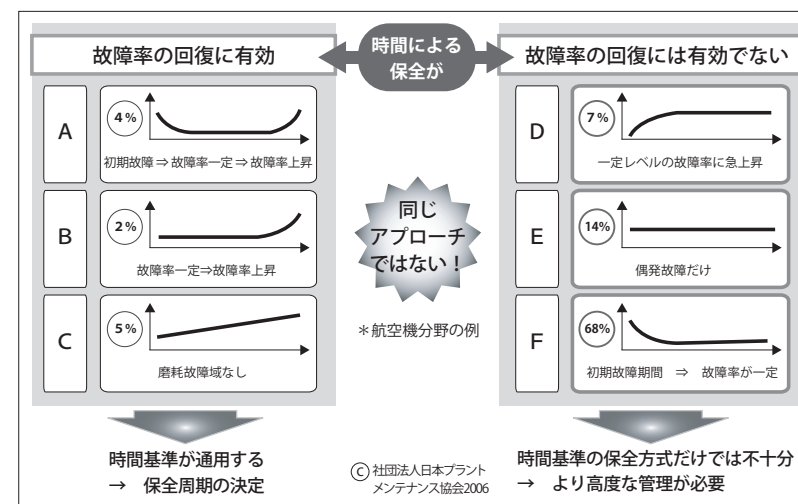 時間による
保全が
故障率の回復に有効
A
4%
初期故障⇒故障率一定⇒故障率上昇
B
2%
故障率一定⇒故障率上昇
C
5%
磨耗故障域なし
時間基準が通用する
→ 保全周期の決定
同じ
アプローチ
ではない！
＊航空機分野の例
故障率の回復には有効でない
D
7%
一定レベルの故障率に急上昇
E
14%
偶発故障だけ
F
68%
初期故障期間 ⇒ 故障率が一定
時間基準の保全方式だけでは不十分
→ より高度な管理が必要
Ⓒ 社団法人日本プラント
メンテナンス協会2006